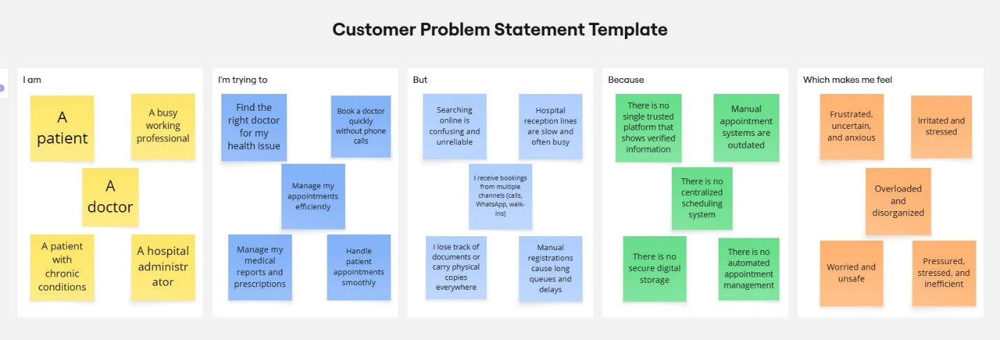 Customer Problem Statement Template
I am
A
patient
A busy
working
professional
A
doctor
A patient
with
chronic
conditions
A hospital
administr
ator
I'm trying to
Find the
right doctor
for my
health issue
Book a doctor
quickly
without phone
calls
Manage my
appointments
efficiently
Manage my
medical
reports and
prescriptions
Handle
patient
appointments
smoothly
But
Searching
online is
confusing and
unreliable
Hospital
reception lines
are slow and
often busy
I receive bookings
from multiple
channels (calls,
WhatsApp, walk-
ins)
I lose track of
documents or
carry physical
copies
everywhere
Manual
registrations
cause long
queues and
delays
Because
There is no
single trusted
platform that
shows verified
information
Manual
appointment
systems are
outdated
There is no
centralized
scheduling
system
There is no
secure digital
storage
There is no
automated
appointment
management
Which makes me feel
Frustrated,
uncertain,
and anxious
Irritated and
stressed
Overloaded
and
disorganized
Worried and
unsafe
Pressured,
stressed, and
inefficient